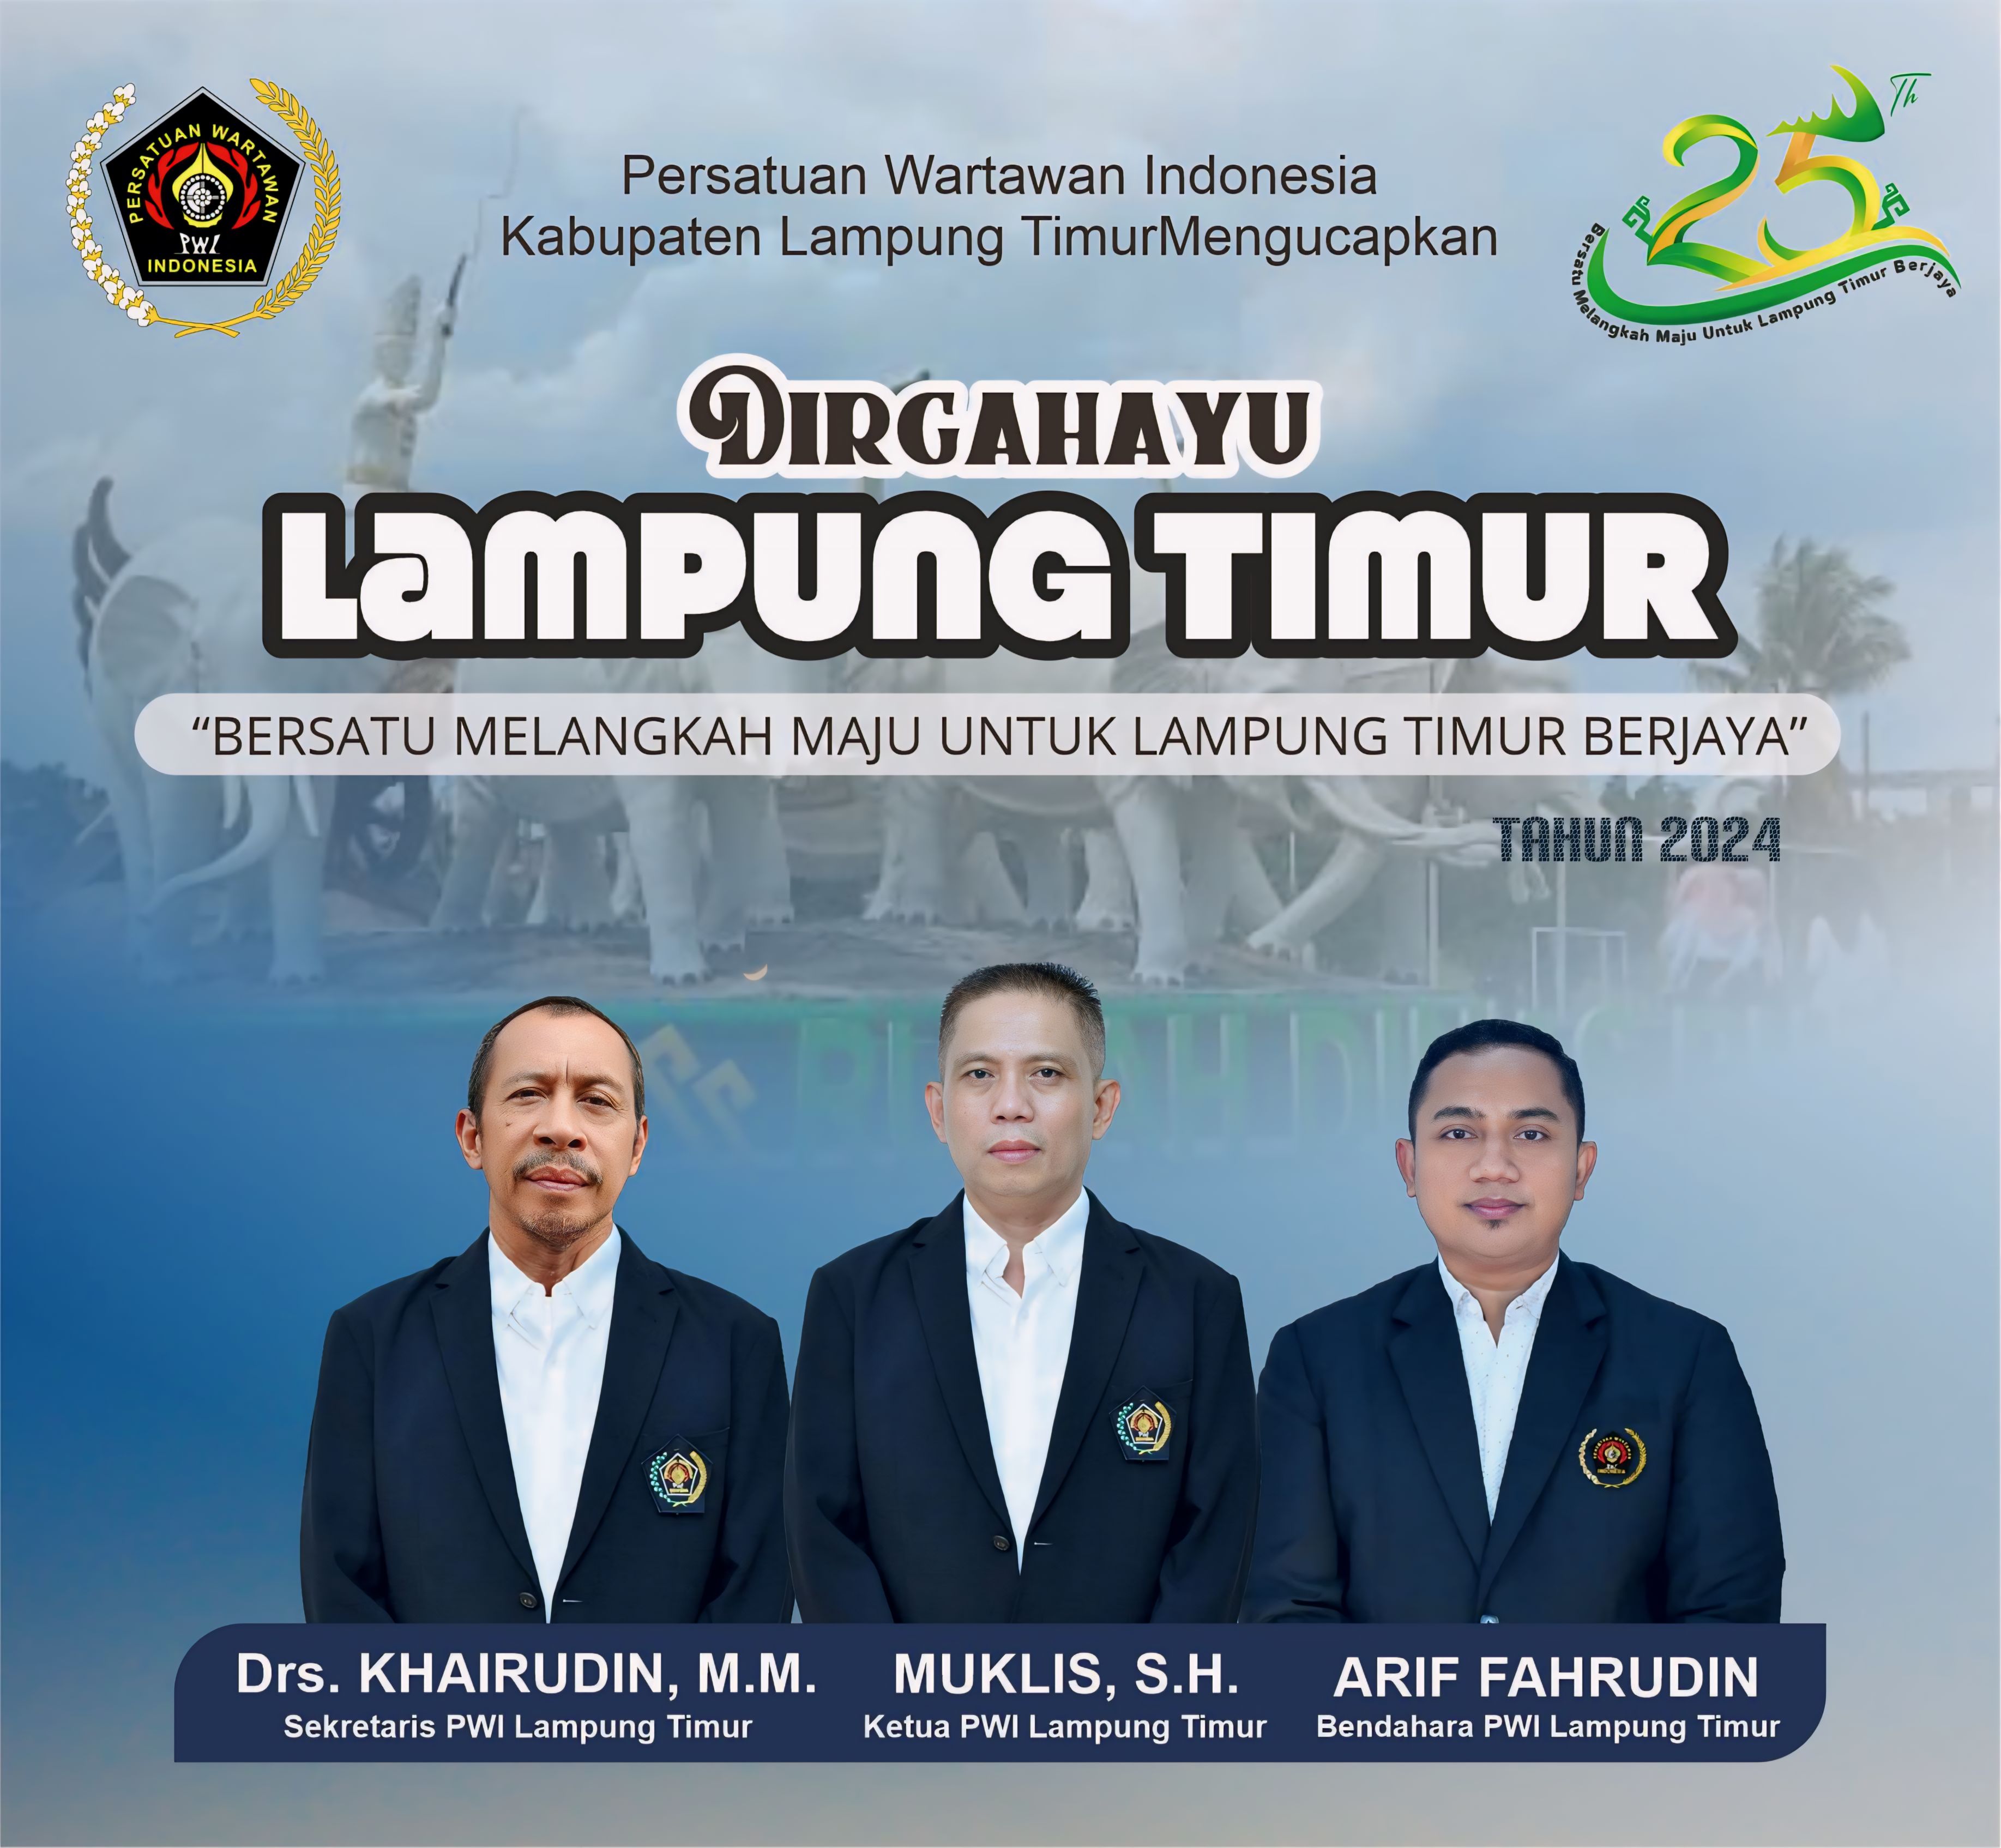 PERSATUAN WARTAWAN
PWI
INDONESIA
Persatuan Wartawan Indonesia
Kabupaten Lampung TimurMengucapkan
25Th
Bersatu Melangkah Maju Untuk Lampung Timur Berjaya
DIRGAHAYU
LAMPUNG TIMUR
“BERSATU MELANGKAH MAJU UNTUK LAMPUNG TIMUR BERJAYA”
TAHUN 2024
Drs. KHAIRUDIN, M.M.
Sekretaris PWI Lampung Timur
MUKLIS, S.H.
Ketua PWI Lampung Timur
ARIF FAHRUDIN
Bendahara PWI Lampung Timur